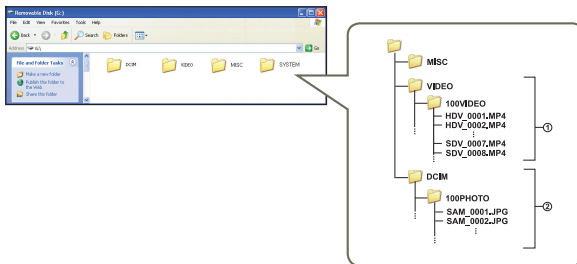 Removable Disk (G:)
File Edit View Favorites Tools Help
Back Search Folders
Address G:\ Go
File and Folder Tasks
Make a new folder
Publish this folder to the Web
Share this folder
DCIM VIDEO MISC SYSTEM
MISC
VIDEO
100VIDEO
HDV_0001.MP4
HDV_0002.MP4
SDV_0007.MP4
SDV_0008.MP4
①
DCIM
100PHOTO
SAM_0001.JPG
SAM_0002.JPG
②